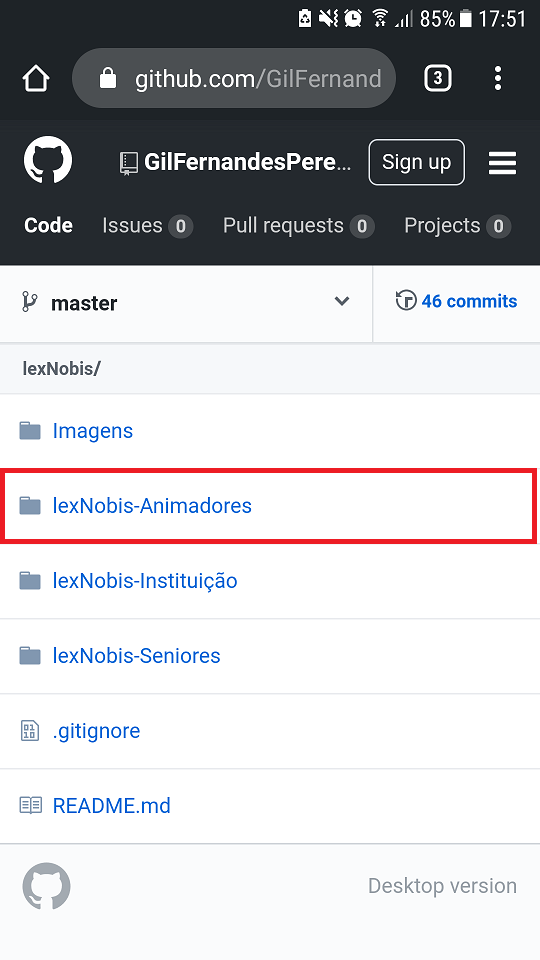 85% 17:51
github.com/GilFernand 3
GilFernandesPere... Sign up
Code Issues 0 Pull requests 0 Projects 0
master 46 commits
lexNobis/
Imagens
lexNobis-Animadores
lexNobis-Instituição
lexNobis-Seniores
.gitignore
README.md
Desktop version